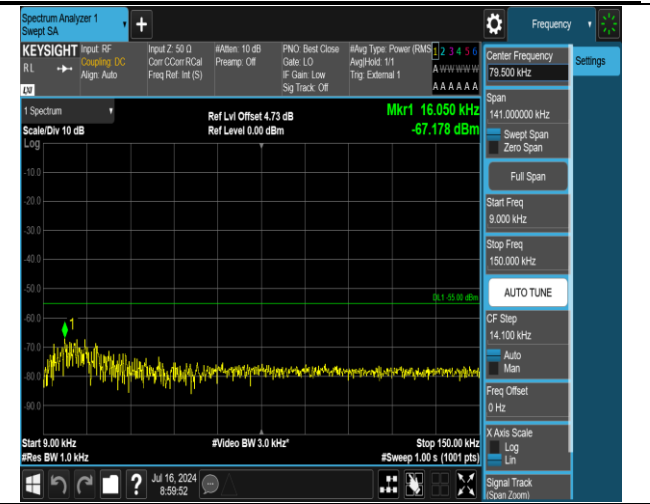 Spectrum Analyzer 1
Swept SA
Frequency
KEYSIGHT
RL
Input: RF
Coupling: DC
Align: Auto
Input Z: 50 Ω
Corr CCorr RCal
Freq Ref: Int (S)
#Atten: 10 dB
Preamp: Off
PNO: Best Close
Gate: LO
IF Gain: Low
Sig Track: Off
#Avg Type: Power (RMS
Avg|Hold: 1/1
Trig: External 1
1 2 3 4 5 6
A W W W W W
A A A A A A
LXI
1 Spectrum
Scale/Div 10 dB
Ref Lvl Offset 4.73 dB
Ref Level 0.00 dBm
Mkr1 16.050 kHz
-67.178 dBm
Log
-10.0
-20.0
-30.0
-40.0
-50.0
DL1 -55.00 dBm
-60.0
1
-70.0
-80.0
-90.0
Start 9.00 kHz
#Video BW 3.0 kHz*
Stop 150.00 kHz
#Res BW 1.0 kHz
#Sweep 1.00 s (1001 pts)
Jul 16, 2024
8:59:52
Center Frequency
79.500 kHz
Settings
Span
141.000000 kHz
Swept Span
Zero Span
Full Span
Start Freq
9.000 kHz
Stop Freq
150.000 kHz
AUTO TUNE
CF Step
14.100 kHz
Auto
Man
Freq Offset
0 Hz
X Axis Scale
Log
Lin
Signal Track
(Span Zoom)